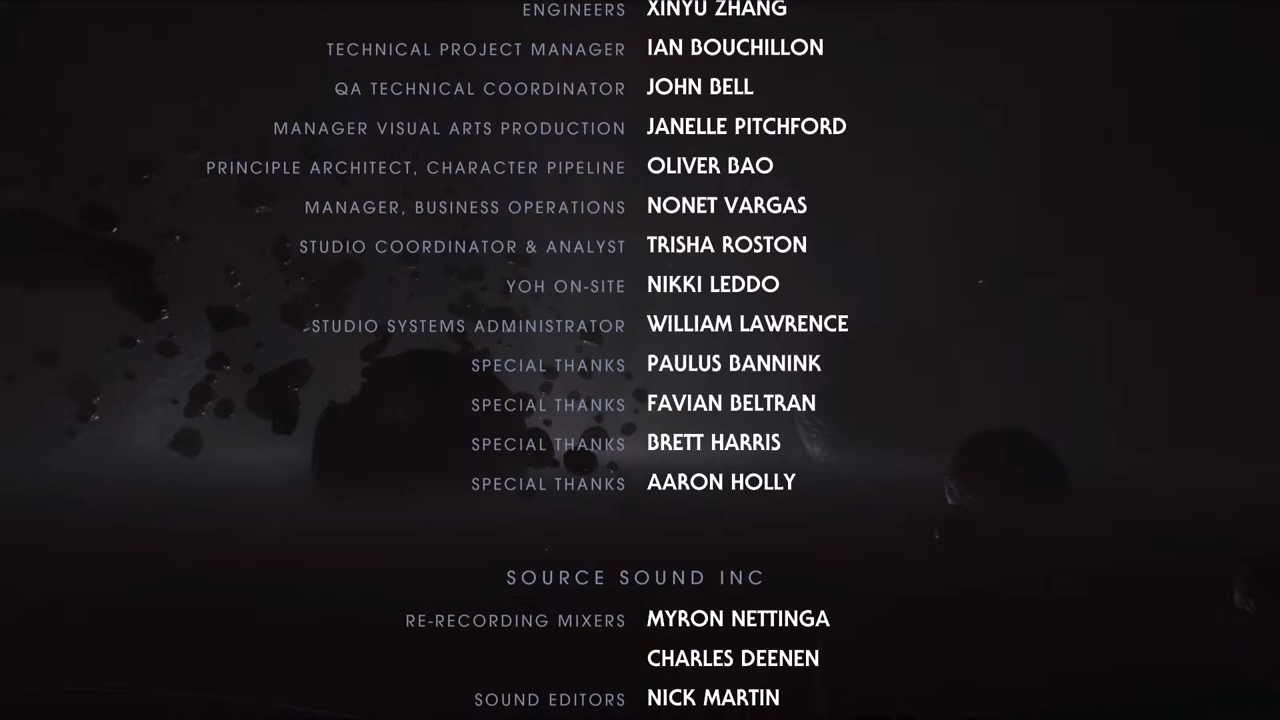 ENGINEERS XINYU ZHANG
TECHNICAL PROJECT MANAGER IAN BOUCHILLON
QA TECHNICAL COORDINATOR JOHN BELL
MANAGER VISUAL ARTS PRODUCTION JANELLE PITCHFORD
PRINCIPLE ARCHITECT, CHARACTER PIPELINE OLIVER BAO
MANAGER, BUSINESS OPERATIONS NONET VARGAS
STUDIO COORDINATOR & ANALYST TRISHA ROSTON
YOH ON-SITE NIKKI LEDDO
STUDIO SYSTEMS ADMINISTRATOR WILLIAM LAWRENCE
SPECIAL THANKS PAULUS BANNINK
SPECIAL THANKS FAVIAN BELTRAN
SPECIAL THANKS BRETT HARRIS
SPECIAL THANKS AARON HOLLY
SOURCE SOUND INC
RE-RECORDING MIXERS MYRON NETTINGA
CHARLES DEENEN
SOUND EDITORS NICK MARTIN